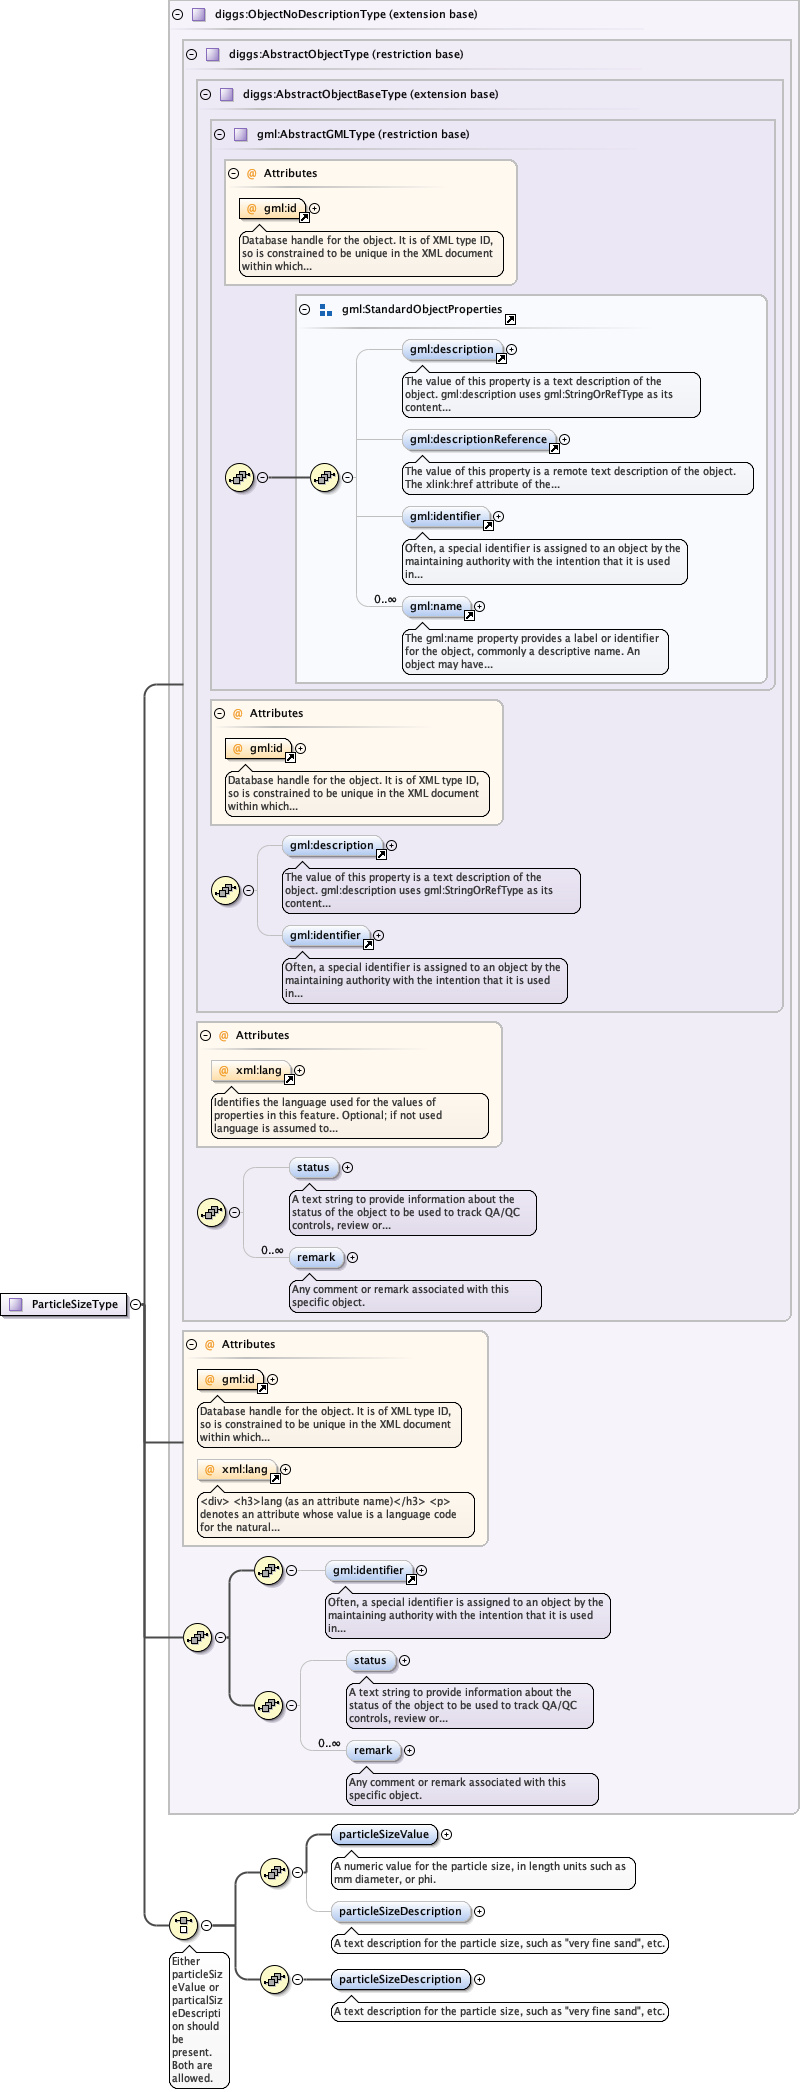 diggs:ObjectNoDescriptionType (extension base)
diggs:AbstractObjectType (restriction base)
diggs:AbstractObjectBaseType (extension base)
gml:AbstractGMLType (restriction base)
@ Attributes
@ gml:id
Database handle for the object. It is of XML type ID,
so is constrained to be unique in the XML document
within which...
gml:StandardObjectProperties
gml:description
The value of this property is a text description of the
object. gml:description uses gml:StringOrRefType as its
content...
gml:descriptionReference
The value of this property is a remote text description of the object.
The xlink:href attribute of the...
gml:identifier
Often, a special identifier is assigned to an object by the
maintaining authority with the intention that it is used
in...
0..∞
gml:name
The gml:name property provides a label or identifier
for the object, commonly a descriptive name. An
object may have...
@ Attributes
@ gml:id
Database handle for the object. It is of XML type ID,
so is constrained to be unique in the XML document
within which...
gml:description
The value of this property is a text description of the
object. gml:description uses gml:StringOrRefType as its
content...
gml:identifier
Often, a special identifier is assigned to an object by the
maintaining authority with the intention that it is used
in...
@ Attributes
@ xml:lang
Identifies the language used for the values of
properties in this feature. Optional; if not used
language is assumed to...
status
A text string to provide information about the
status of the object to be used to track QA/QC
controls, review or...
0..∞
remark
Any comment or remark associated with this
specific object.
ParticleSizeType
@ Attributes
@ gml:id
Database handle for the object. It is of XML type ID,
so is constrained to be unique in the XML document
within which...
@ xml:lang
<div> <h3>lang (as an attribute name)</h3> <p>
denotes an attribute whose value is a language code
for the natural...
gml:identifier
Often, a special identifier is assigned to an object by the
maintaining authority with the intention that it is used
in...
status
A text string to provide information about the
status of the object to be used to track QA/QC
controls, review or...
0..∞
remark
Any comment or remark associated with this
specific object.
particleSizeValue
A numeric value for the particle size, in length units such as
mm diameter, or phi.
particleSizeDescription
A text description for the particle size, such as "very fine sand", etc.
particleSizeDescription
A text description for the particle size, such as "very fine sand", etc.
Either
particleSiz
eValue or
particalSiz
eDescripti
on should
be
present.
Both are
allowed.